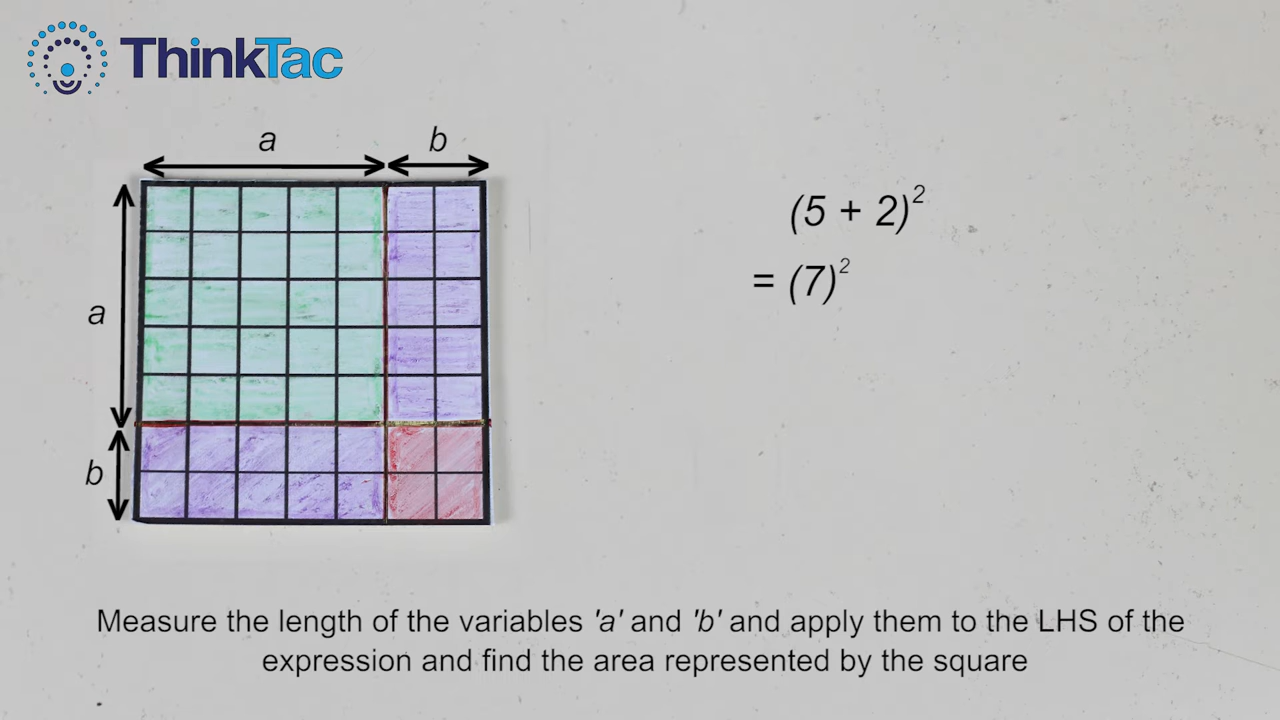 ThinkTac
a
b
a
b
(5 + 2)²
= (7)²
Measure the length of the variables 'a' and 'b' and apply them to the LHS of the
expression and find the area represented by the square